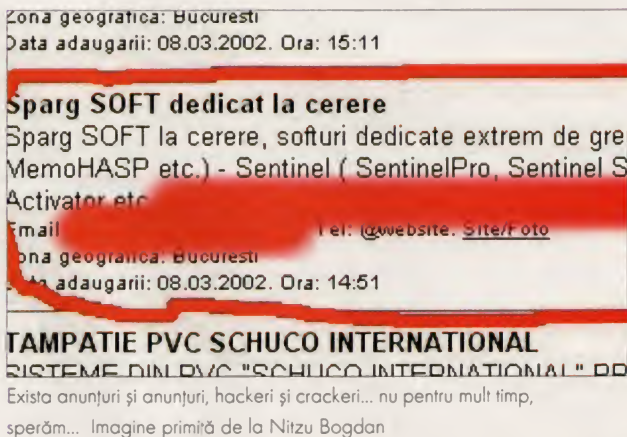 Zona geografica: Bucuresti
Data adaugarii: 08.03.2002. Ora: 15:11
Sparg SOFT dedicat la cerere
Sparg SOFT la cerere, softuri dedicate extrem de gre
MemoHASP etc.) - Sentinel ( SentinelPro, Sentinel S
Activator etc
Email Tel: @website. Site/Foto
Zona geografica: Bucuresti
Data adaugarii: 08.03.2002. Ora: 14:51
TAMPATIE PVC SCHUCO INTERNATIONAL
SISTEME DIN PVC "SCHUCO INTERNATIONAL" PR
Exista anunțuri și anunțuri, hackeri și crackeri... nu pentru mult timp,
sperăm... Imagine primită de la Nitzu Bogdan